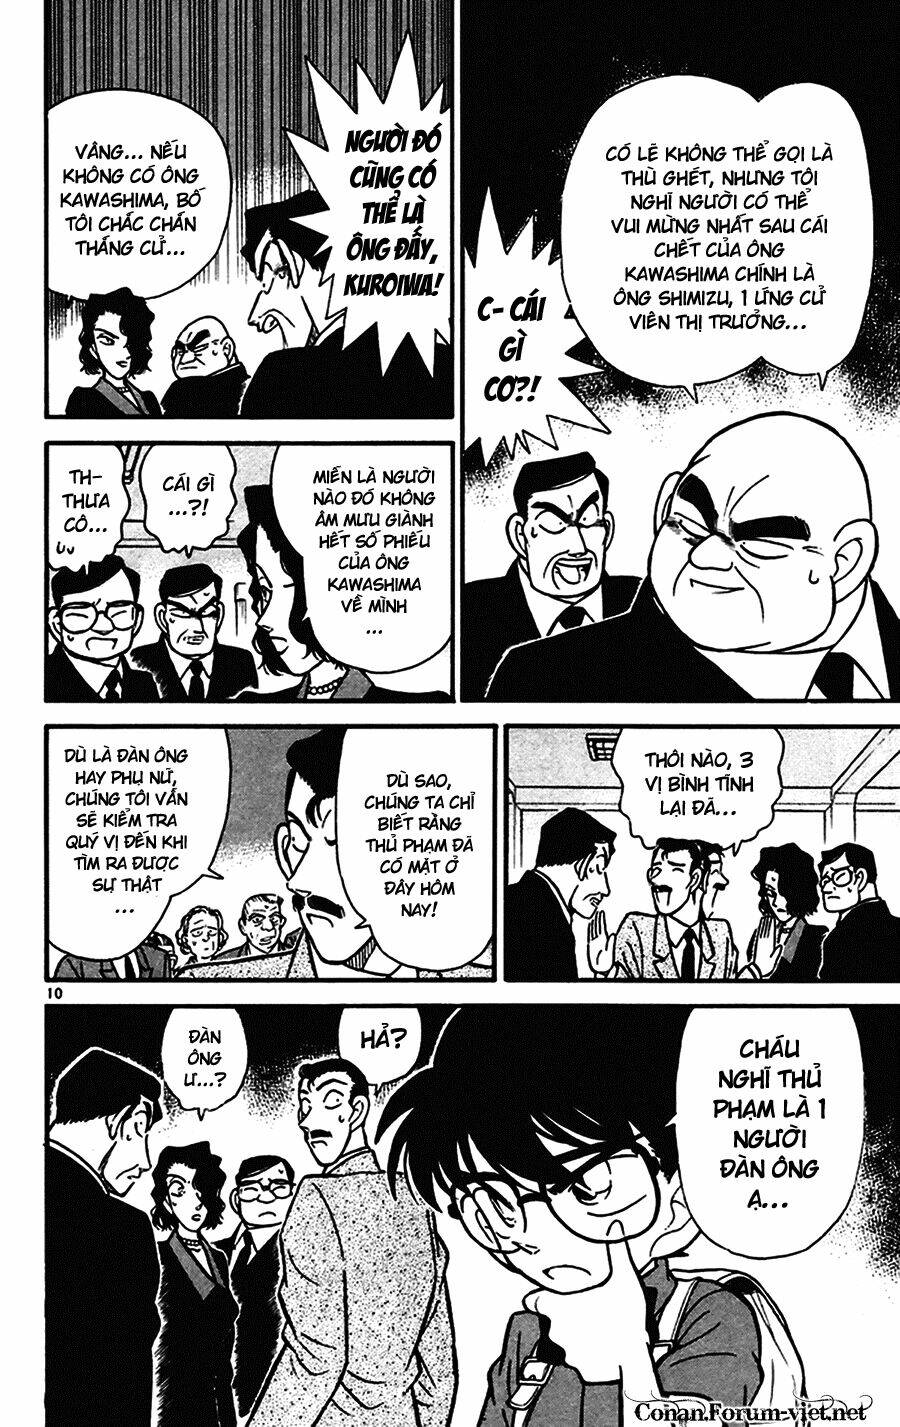 VÂNG... NẾU
KHÔNG CÓ ÔNG
KAWASHIMA, BỐ
TÔI CHẮC CHẮN
THẮNG CỬ...
NGƯỜI ĐÓ
CŨNG CÓ
THỂ LÀ
ÔNG ĐẤY,
KUROIWA!
CÓ LẼ KHÔNG THỂ GỌI LÀ
THÙ GHÉT, NHƯNG TÔI
NGHĨ NGƯỜI CÓ THỂ
VUI MỪNG NHẤT SAU CÁI
CHẾT CỦA ÔNG
KAWASHIMA CHÍNH LÀ
ÔNG SHIMIZU, 1 ỨNG CỬ
VIÊN THỊ TRƯỞNG...
C- CÁI
GÌ
CƠ?!
TH-
THƯA
CÔ...
CÁI GÌ
...?!
MIẾN LÀ NGƯỜI
NÀO ĐÓ KHÔNG
ÂM MƯU GIÀNH
HẾT SỐ PHIẾU
CỦA ÔNG
KAWASHIMA
VỀ MÌNH
...
DÙ LÀ ĐÀN ÔNG
HAY PHỤ NỮ,
CHÚNG TÔI VẪN
SẼ KIỂM TRA
QUÝ VỊ ĐẾN KHI
TÌM RA ĐƯỢC
SỰ THẬT
...
DÙ SAO,
CHÚNG TA CHỈ
BIẾT RẰNG
THỦ PHẠM ĐÃ
CÓ MẶT Ở
ĐÂY HÔM
NAY!
THÔI NÀO, 3
VỊ BÌNH TĨNH
LẠI ĐÃ...
10
ĐÀN
ÔNG
Ư...?
HẢ?
CHÁU
NGHĨ THỦ
PHẠM LÀ 1
NGƯỜI
ĐÀN ÔNG
Ạ...
Conan.Forum-viet.net